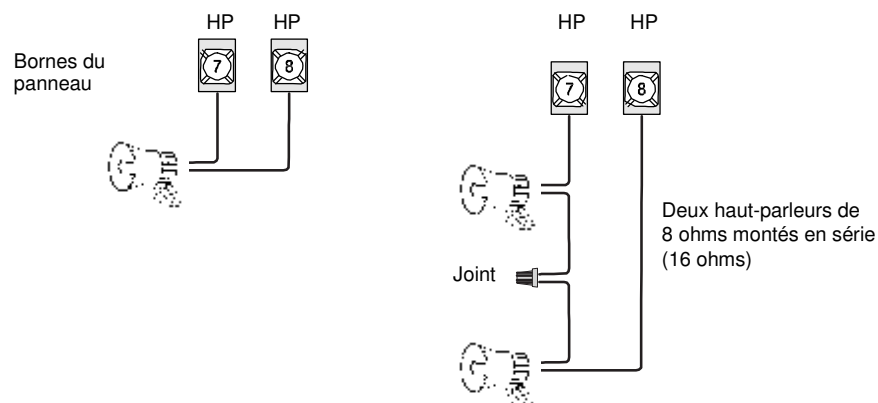 HP HP
Bornes du
panneau
7 8
HP HP
7 8
Deux haut-parleurs de
8 ohms montés en série
(16 ohms)
Joint